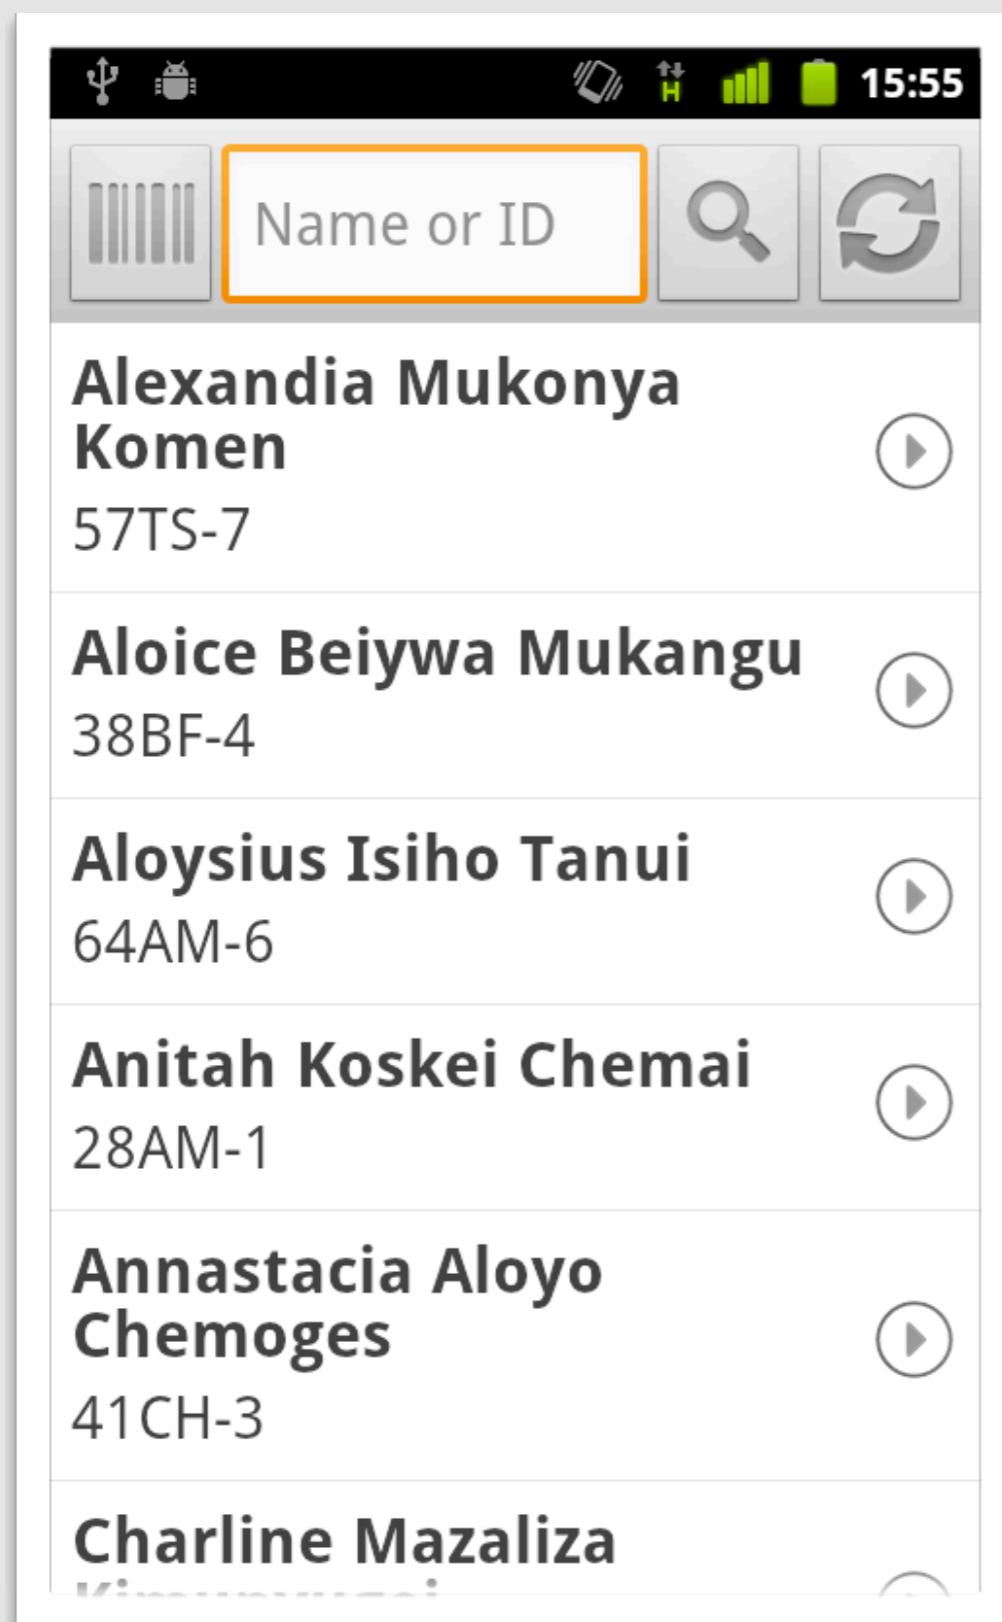 H
15:55
Name or ID
Alexandia Mukonya
Komen
57TS-7
Aloice Beiywa Mukangu
38BF-4
Aloysius Isiho Tanui
64AM-6
Anitah Koskei Chemai
28AM-1
Annastacia Aloyo
Chemoges
41CH-3
Charline Mazaliza